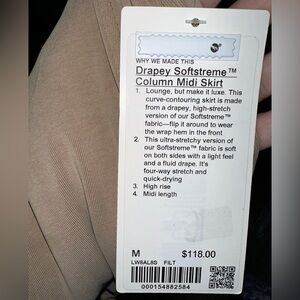 WHY WE MADE THIS
Drapey Softstreme™
Column Midi Skirt
1. Lounge, but make it luxe. This
curve-contouring skirt is made
from a drapey, high-stretch
version of our Softstreme™
fabric—flip it around to wear
the wrap hem in the front
2. This ultra-stretchy version of
our Softstreme™ fabric is soft
on both sides with a light feel
and a fluid drape. It's
four-way stretch and
quick-drying
3. High rise
4. Midi length
M $118.00
LW8AL8S FILT
000154882584